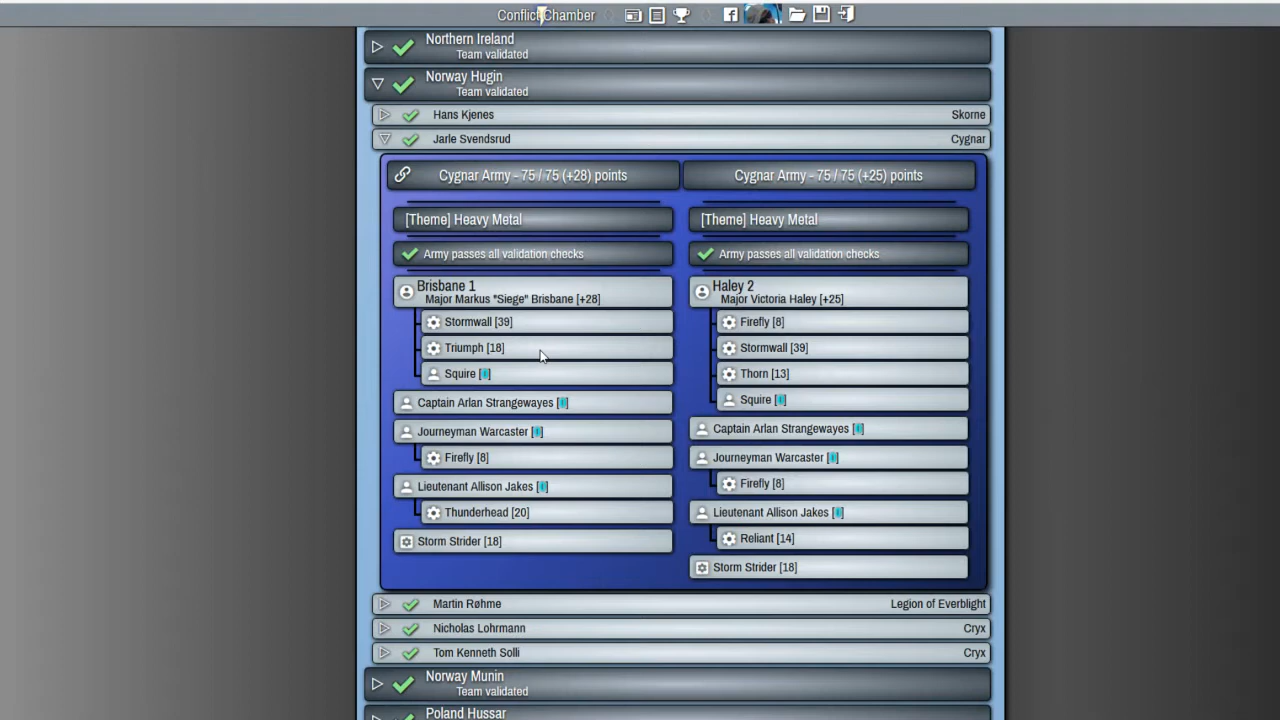 Conflict Chamber
Northern Ireland
Team validated
Norway Hugin
Team validated
Hans Kjenes Skorne
Jarle Svendsrud Cygnar
Cygnar Army - 75 / 75 (+28) points
[Theme] Heavy Metal
Army passes all validation checks
Brisbane 1
Major Markus "Siege" Brisbane [+28]
Stormwall [39]
Triumph [18]
Squire
Captain Arlan Strangewayes
Journeyman Warcaster
Firefly [8]
Lieutenant Allison Jakes
Thunderhead [20]
Storm Strider [18]
Cygnar Army - 75 / 75 (+25) points
[Theme] Heavy Metal
Army passes all validation checks
Haley 2
Major Victoria Haley [+25]
Firefly [8]
Stormwall [39]
Thorn [13]
Squire
Captain Arlan Strangewayes
Journeyman Warcaster
Firefly [8]
Lieutenant Allison Jakes
Reliant [14]
Storm Strider [18]
Martin Røhme Legion of Everblight
Nicholas Lohrmann Cryx
Tom Kenneth Solli Cryx
Norway Munin
Team validated
Poland Hussar